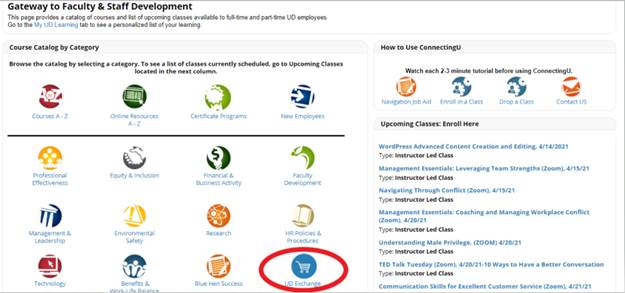 Gateway to Faculty & Staff Development
This page provides a catalog of courses and list of upcoming classes available to full-time and part-time UD employees
Go to the My UD Learning tab to see a personalized list of your learning.
Course Catalog by Category
Browse the catalog by selecting a category. To see a list of classes currently scheduled, go to Upcoming Classes
located in the next column.
Courses A - Z
Online Resources
A - Z
Certificate Programs
New Employees
Professional
Effectiveness
Equity & Inclusion
Financial &
Business Activity
Faculty
Development
Management &
Leadership
Environmental
Safety
Research
HR Policies &
Procedures
Technology
Benefits &
Work-Life Balance
Blue Hen Success
UD Exchange
How to Use ConnectingU
Watch each 2-3 minute tutorial before using ConnectingU.
Navigation Job Aid
Enroll in a Class
Drop a Class
Contact US
Upcoming Classes: Enroll Here
WordPress Advanced Content Creation and Editing, 4/14/2021
Type: Instructor Led Class
Management Essentials: Leveraging Team Strengths (Zoom), 4/15/21
Type: Instructor Led Class
Navigating Through Conflict (Zoom), 4/15/21
Type: Instructor Led Class
Management Essentials: Coaching and Managing Workplace Conflict
(Zoom), 4/20/21
Type: Instructor Led Class
Understanding Male Privilege, (ZOOM) 4/20/21
Type: Instructor Led Class
TED Talk Tuesday (Zoom), 4/20/21-10 Ways to Have a Better Conversation
Type: Instructor Led Class
Communication Skills for Excellent Customer Service (Zoom), 4/21/21